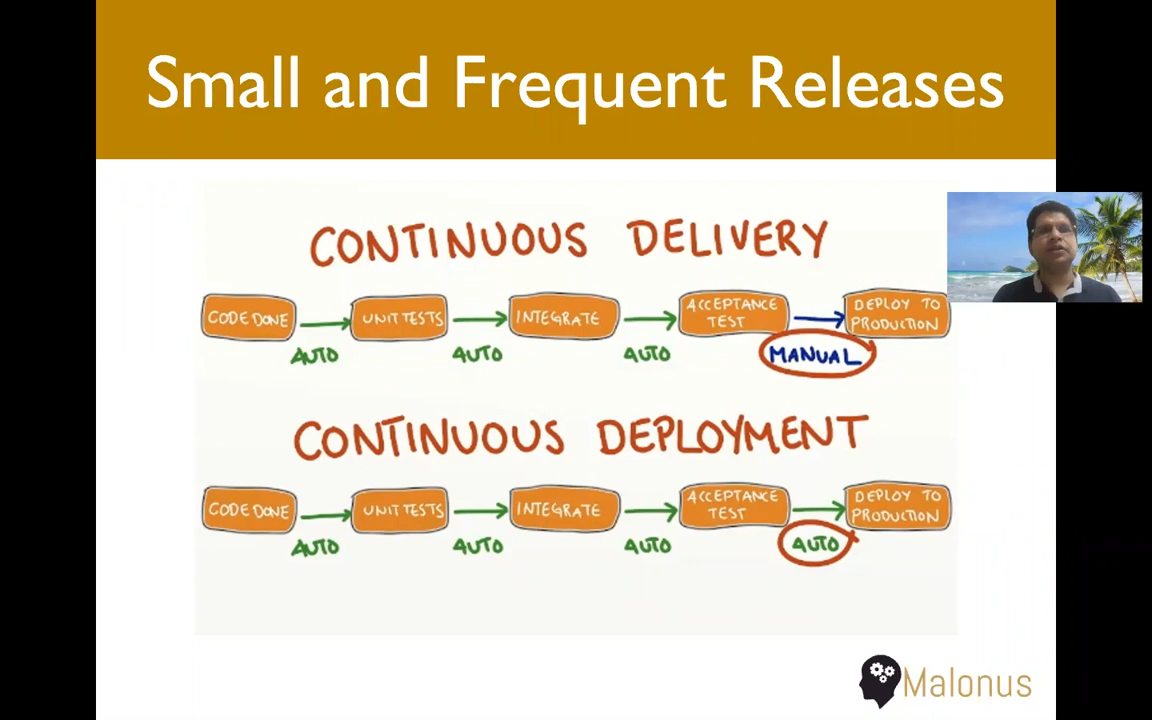 Small and Frequent Releases
CONTINUOUS DELIVERY
CODE DONE
UNIT TESTS
INTEGRATE
ACCEPTANCE
TEST
DEPLOY TO
PRODUCTION
AUTO
AUTO
AUTO
MANUAL
CONTINUOUS DEPLOYMENT
CODE DONE
UNIT TESTS
INTEGRATE
ACCEPTANCE
TEST
DEPLOY TO
PRODUCTION
AUTO
AUTO
AUTO
AUTO
Malonus